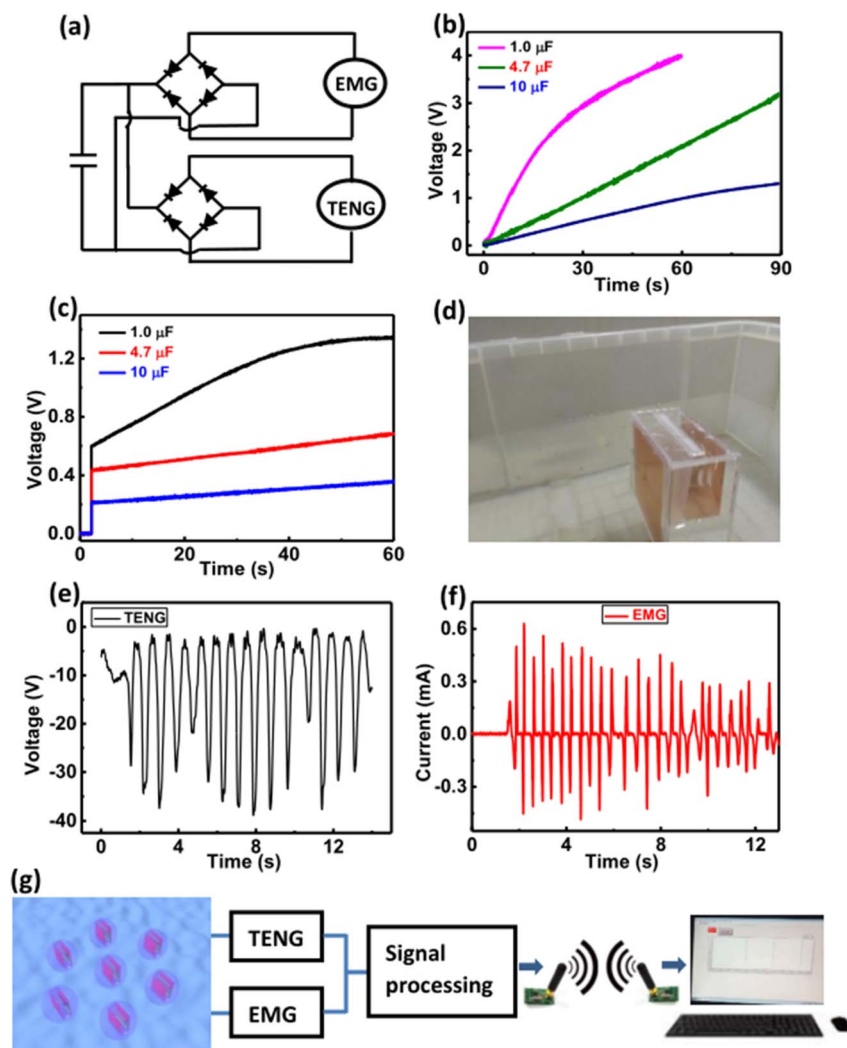 (a)
EMG
TENG
(b)
1.0 μF
4.7 μF
10 μF
4
3
2
1
0
Voltage (V)
0 30 60 90
Time (s)
(c)
1.0 μF
4.7 μF
10 μF
1.2
0.8
0.4
0.0
Voltage (V)
0 20 40 60
Time (s)
(d)
(e)
TENG
0
-10
-20
-30
-40
Voltage (V)
0 4 8 12
Time (s)
(f)
EMG
0.6
0.3
0.0
-0.3
Current (mA)
0 4 8 12
Time (s)
(g)
TENG
EMG
Signal
processing